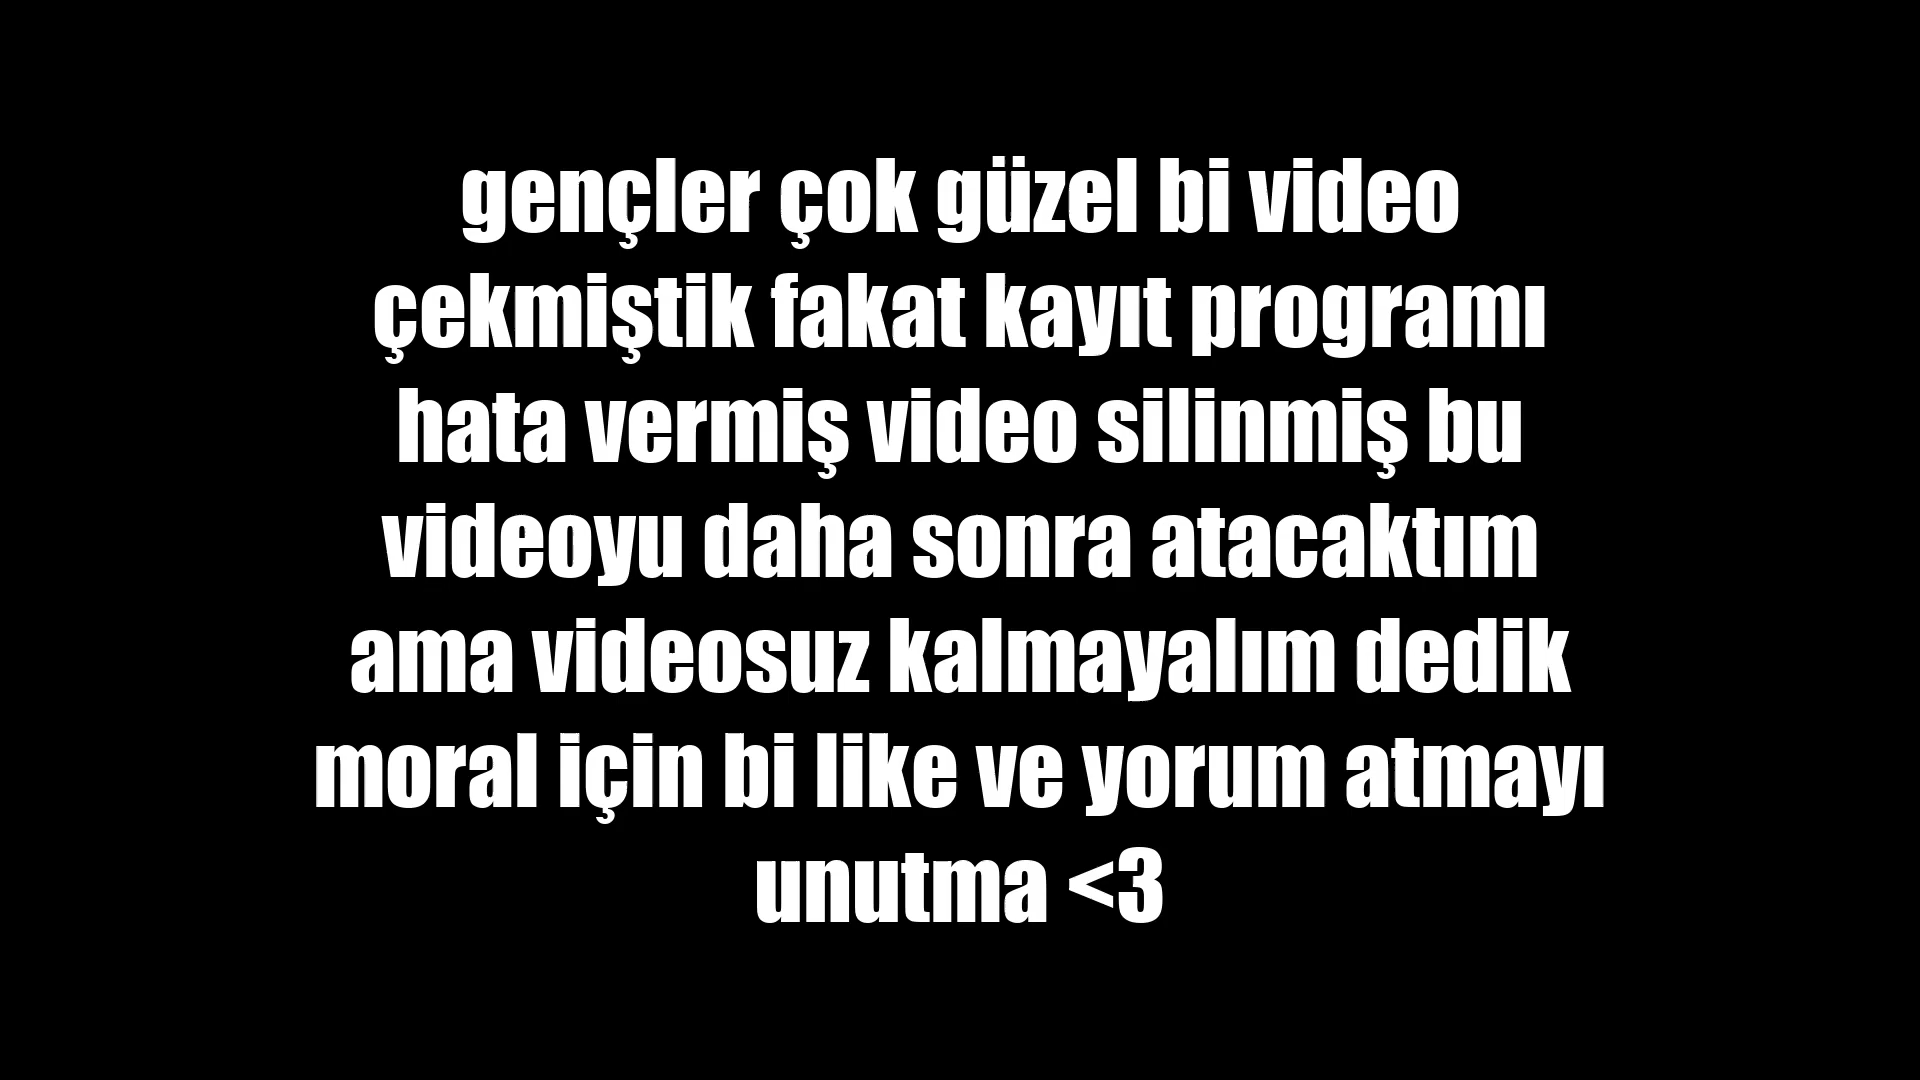 gençler çok güzel bi video
çekmiştik fakat kayıt programı
hata vermiş video silinmiş bu
videoyu daha sonra atacaktım
ama videosuz kalmayalım dedik
moral için bi like ve yorum atmayı
unutma <3